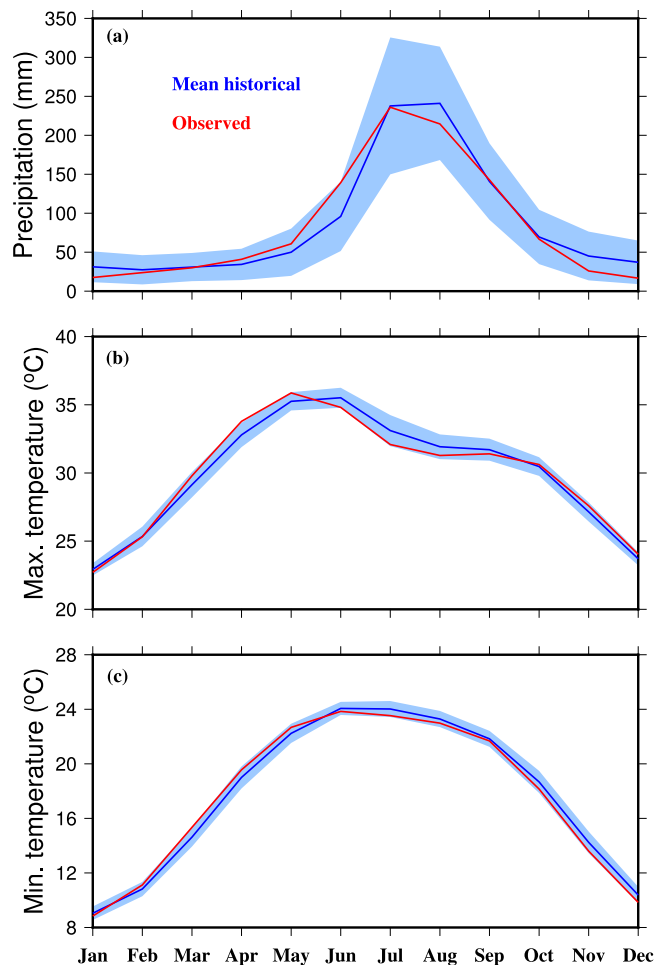 350
300
250
200
150
100
50
0
Precipitation (mm)
(a)
Mean historical
Observed
40
35
30
25
20
Max. temperature (ºC)
(b)
28
24
20
16
12
8
Min. temperature (ºC)
(c)
Jan Feb Mar Apr May Jun Jul Aug Sep Oct Nov Dec